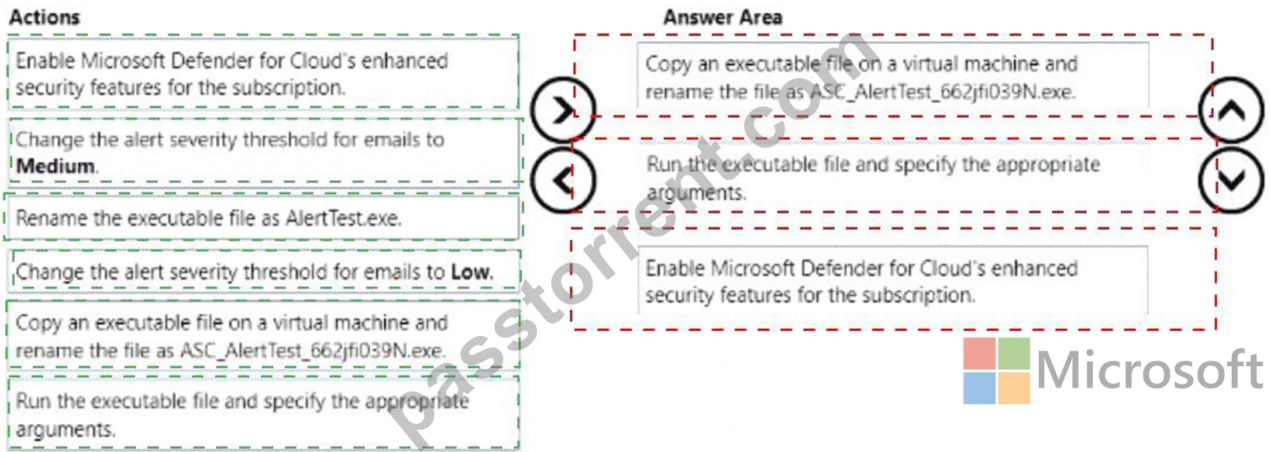 Actions
Enable Microsoft Defender for Cloud's enhanced
security features for the subscription.
Change the alert severity threshold for emails to
Medium.
Rename the executable file as AlertTest.exe.
Change the alert severity threshold for emails to Low.
Copy an executable file on a virtual machine and
rename the file as ASC_AlertTest_662jfi039N.exe.
Run the executable file and specify the appropriate
arguments.
Answer Area
Copy an executable file on a virtual machine and
rename the file as ASC_AlertTest_662jfi039N.exe.
Run the executable file and specify the appropriate
arguments.
Enable Microsoft Defender for Cloud's enhanced
security features for the subscription.
Microsoft
passtorrent.com